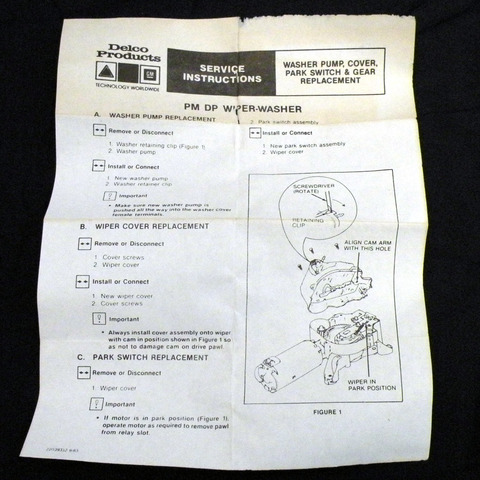 Delco
Products
GM
TECHNOLOGY WORLDWIDE
SERVICE
INSTRUCTIONS
WASHER PUMP, COVER,
PARK SWITCH & GEAR
REPLACEMENT
PM DP WIPER-WASHER
A. WASHER PUMP REPLACEMENT
Remove or Disconnect
1. Washer retaining clip (Figure 1)
2. Washer pump
Install or Connect
1. New washer pump
2. Washer retainer clip
Important
• Make sure new washer pump is
pushed all the way into the washer cover
female terminals.
B. WIPER COVER REPLACEMENT
Remove or Disconnect
1. Cover screws
2. Wiper cover
Install or Connect
1. New wiper cover
2. Cover screws
Important
• Always install cover assembly onto wiper
with cam in position shown in Figure 1 so
as not to damage cam on drive pawl.
C. PARK SWITCH REPLACEMENT
Remove or Disconnect
1. Wiper cover
Important
• If motor is in park position (Figure 1),
operate motor as required to remove pawl
from relay slot.
2. Park switch assembly
Install or Connect
1. New park switch assembly
2. Wiper cover
SCREWDRIVER
(ROTATE)
RETAINING
CLIP
ALIGN CAM ARM
WITH THIS HOLE
WIPER IN
PARK POSITION
FIGURE 1